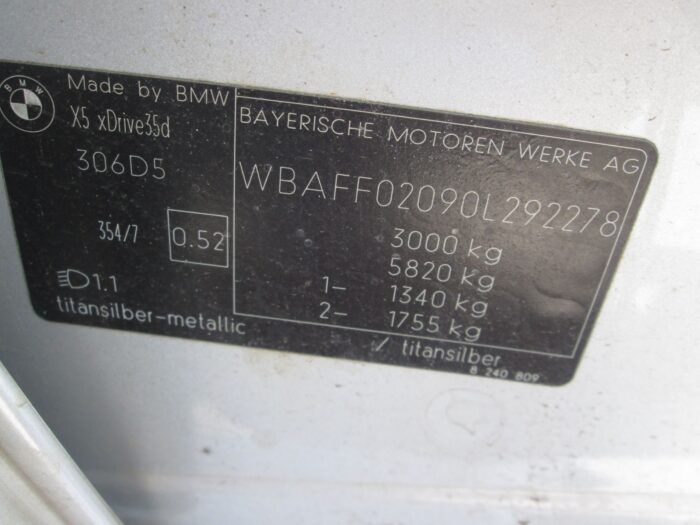 BMW
Made by BMW
X5 xDrive35d
306D5
354/7
0.52
1.1
titansilber-metallic
BAYERISCHE MOTOREN WERKE AG
WBAFF02090L292278
3000 kg
5820 kg
1- 1340 kg
2- 1755 kg
/ titansilber
8 240 809